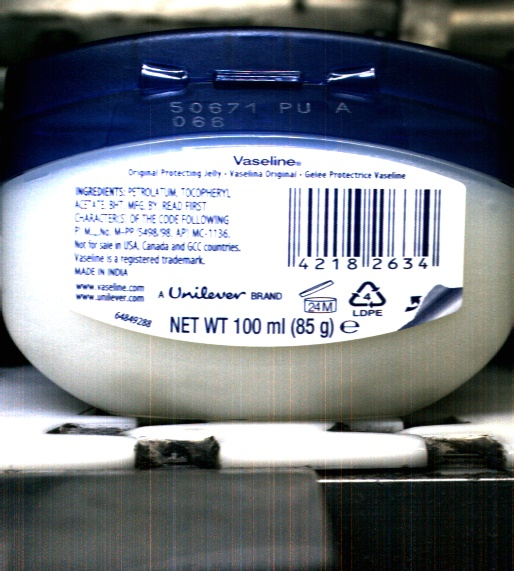 50671 PU A
066
Vaseline®
Original Protecting Jelly - Vaselina Original - Gelée Protectrice Vaseline
INGREDIENTS: PETROLATUM, TOCOPHERYL
ACETATE, BHT. MFG. BY: READ FIRST
CHARACTERS OF THE CODE FOLLOWING
M-PP 5498/98, AP: MC-1136.
Not for sale in USA, Canada and GCC countries.
Vaseline is a registered trademark.
MADE IN INDIA
www.vaseline.com
www.unilever.com
A Unilever BRAND
64849288
4218 2634
24M
4
LDPE
NET WT 100 ml (85 g) e